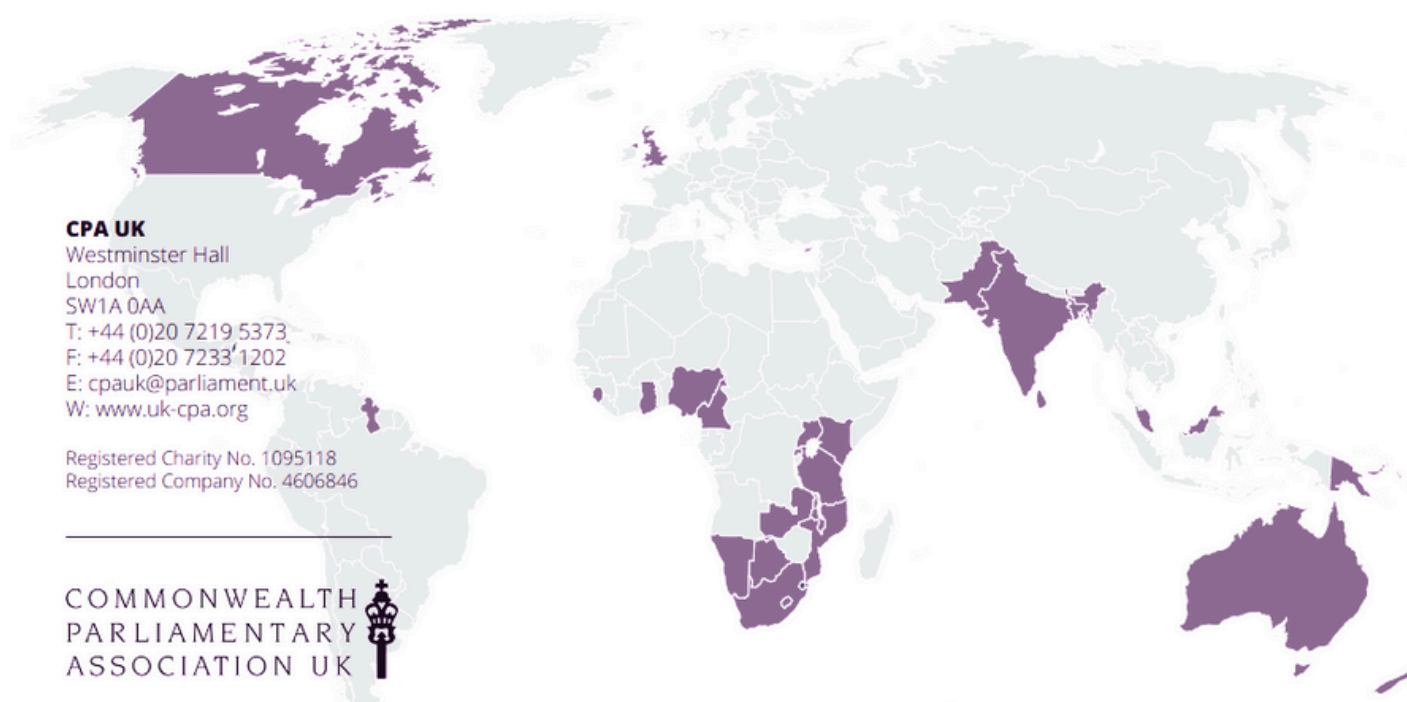 CPA UK
Westminster Hall
London
SW1A 0AA
T: +44 (0)20 7219 5373
F: +44 (0)20 7233 1202
E: cpauk@parliament.uk
W: www.uk-cpa.org
Registered Charity No. 1095118
Registered Company No. 4606846
COMMONWEALTH
PARLIAMENTARY
ASSOCIATION UK